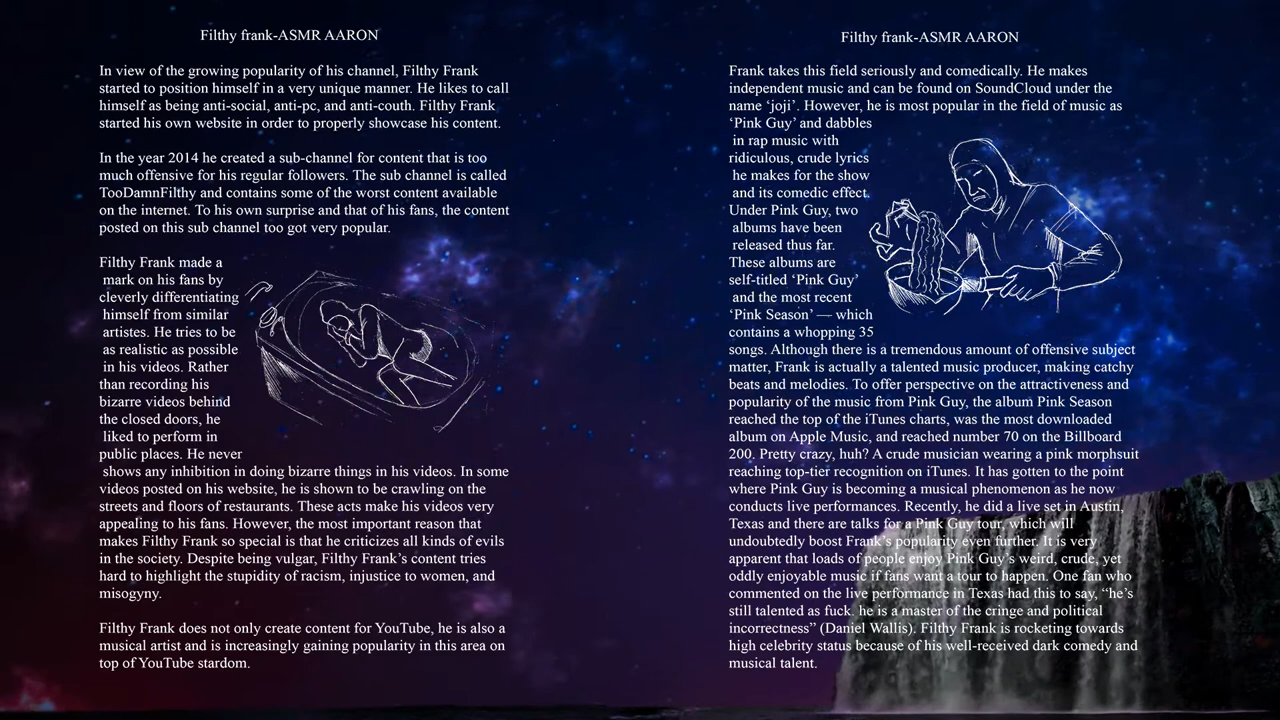 Filthy frank-ASMR AARON
In view of the growing popularity of his channel, Filthy Frank
started to position himself in a very unique manner. He likes to call
himself as being anti-social, anti-pc, and anti-couth. Filthy Frank
started his own website in order to properly showcase his content.
In the year 2014 he created a sub-channel for content that is too
much offensive for his regular followers. The sub channel is called
TooDamnFilthy and contains some of the worst content available
on the internet. To his own surprise and that of his fans, the content
posted on this sub channel too got very popular.
Filthy Frank made a
mark on his fans by
cleverly differentiating
himself from similar
artistes. He tries to be
as realistic as possible
in his videos. Rather
than recording his
bizarre videos behind
the closed doors, he
liked to perform in
public places. He never
shows any inhibition in doing bizarre things in his videos. In some
videos posted on his website, he is shown to be crawling on the
streets and floors of restaurants. These acts make his videos very
appealing to his fans. However, the most important reason that
makes Filthy Frank so special is that he criticizes all kinds of evils
in the society. Despite being vulgar, Filthy Frank’s content tries
hard to highlight the stupidity of racism, injustice to women, and
misogyny.
Filthy Frank does not only create content for YouTube, he is also a
musical artist and is increasingly gaining popularity in this area on
top of YouTube stardom.
Filthy frank-ASMR AARON
Frank takes this field seriously and comedically. He makes
independent music and can be found on SoundCloud under the
name ‘joji’. However, he is most popular in the field of music as
‘Pink Guy’ and dabbles
in rap music with
ridiculous, crude lyrics
he makes for the show
and its comedic effect.
Under Pink Guy, two
albums have been
released thus far.
These albums are
self-titled ‘Pink Guy’
and the most recent
‘Pink Season’ — which
contains a whopping 35
songs. Although there is a tremendous amount of offensive subject
matter, Frank is actually a talented music producer, making catchy
beats and melodies. To offer perspective on the attractiveness and
popularity of the music from Pink Guy, the album Pink Season
reached the top of the iTunes charts, was the most downloaded
album on Apple Music, and reached number 70 on the Billboard
200. Pretty crazy, huh? A crude musician wearing a pink morphsuit
reaching top-tier recognition on iTunes. It has gotten to the point
where Pink Guy is becoming a musical phenomenon as he now
conducts live performances. Recently, he did a live set in Austin,
Texas and there are talks for a Pink Guy tour, which will
undoubtedly boost Frank’s popularity even further. It is very
apparent that loads of people enjoy Pink Guy’s weird, crude, yet
oddly enjoyable music if fans want a tour to happen. One fan who
commented on the live performance in Texas had this to say, “he’s
still talented as fuck. he is a master of the cringe and political
incorrectness” (Daniel Wallis). Filthy Frank is rocketing towards
high celebrity status because of his well-received dark comedy and
musical talent.